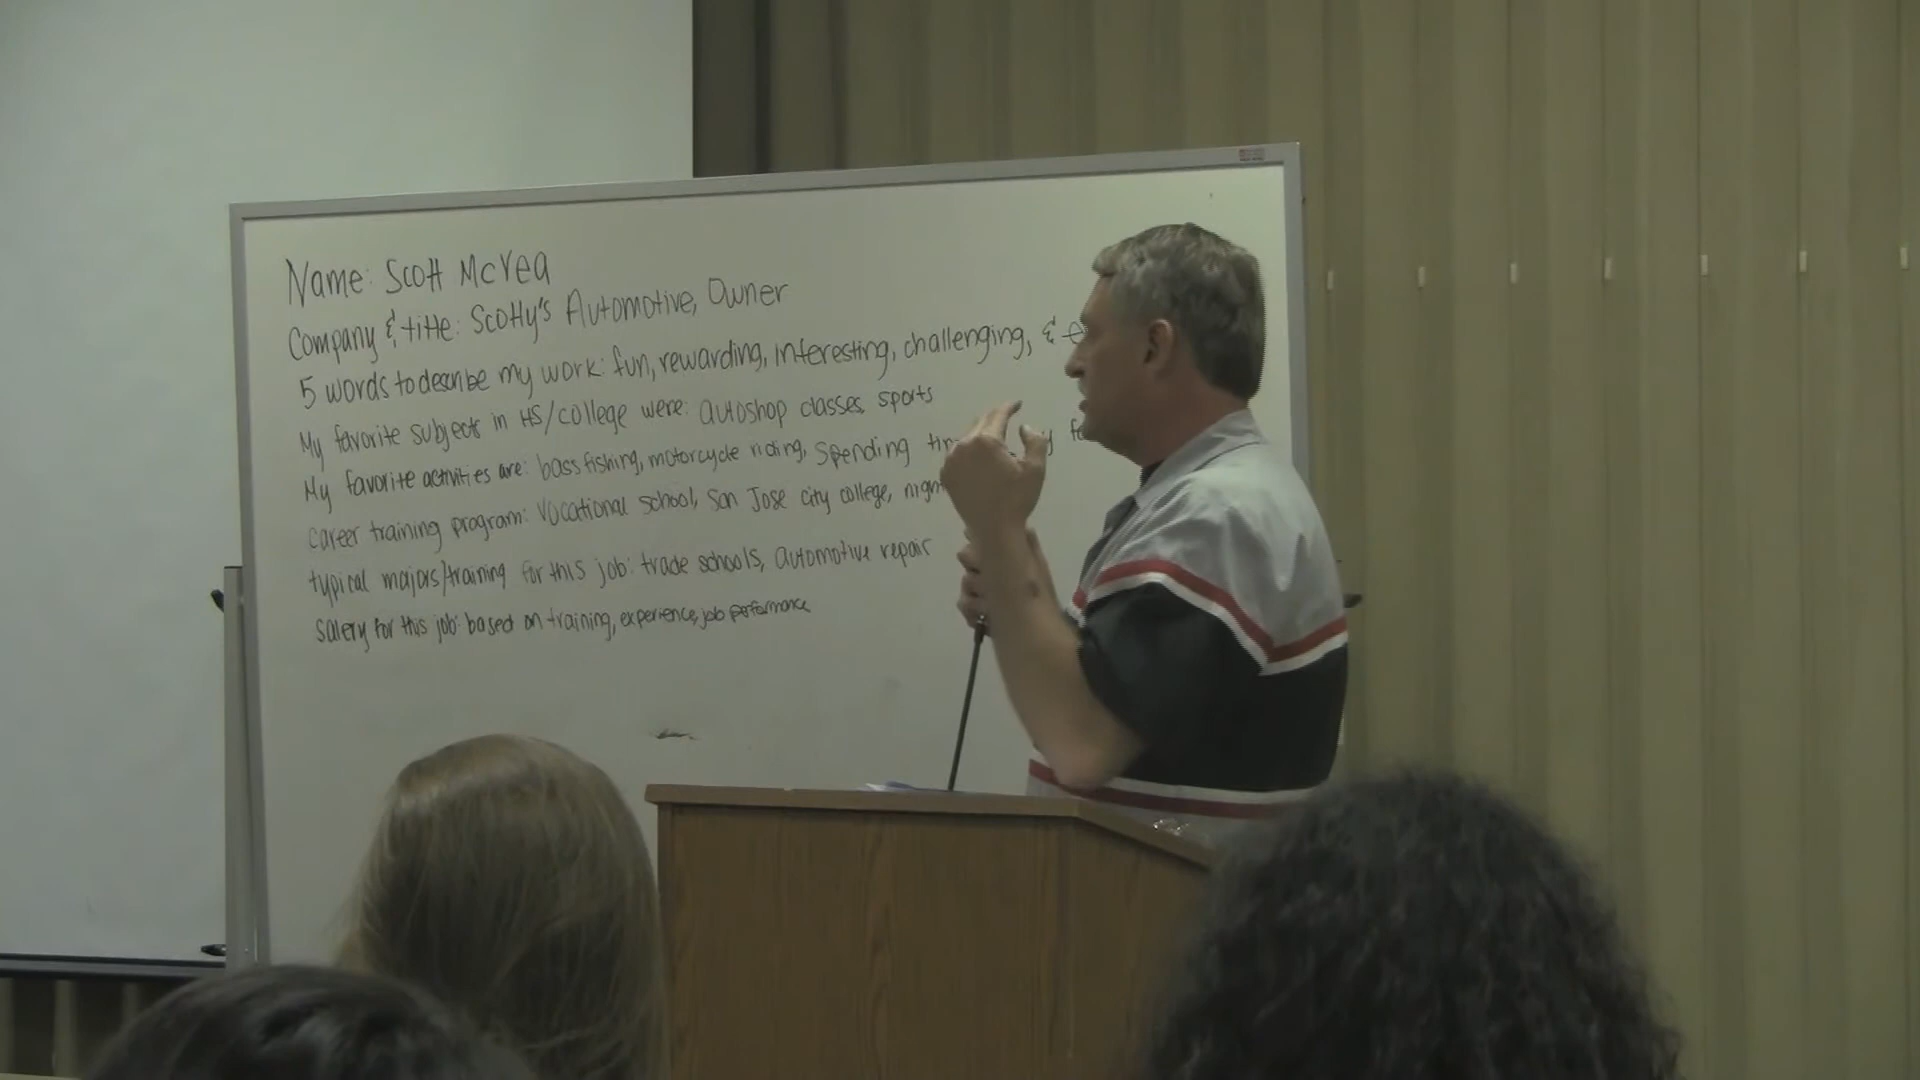 Name: Scott McVea
Company & title: Scotty's Automotive, Owner
5 words to describe my work: fun, rewarding, interesting, challenging, &
My favorite subjects in HS/college were: autoshop classes, sports
My favorite activities are: bass fishing, motorcycle riding, spending
career training program: vocational school, San Jose city college,
typical majors/training for this job: trade schools, automotive repair
salery for this job: based on training, experience, job performance